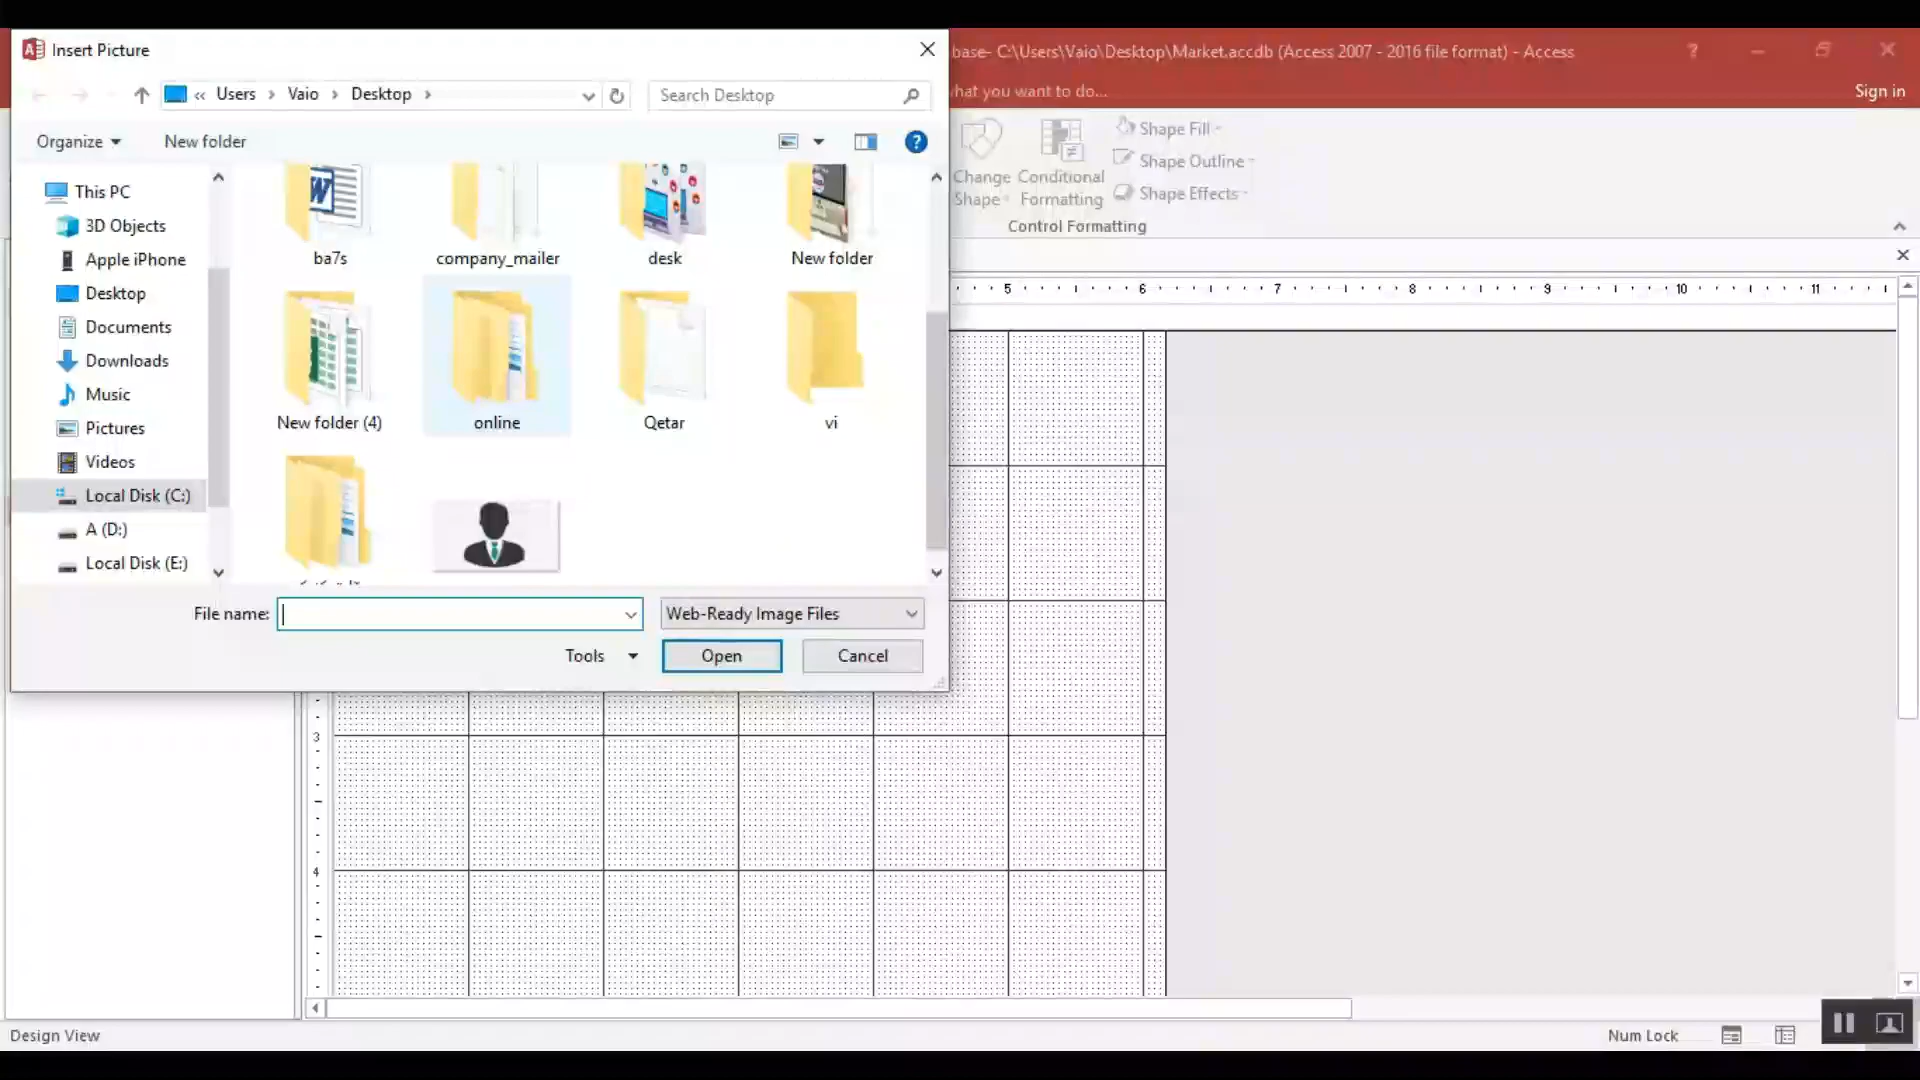 Insert Picture
base- C:\Users\Vaio\Desktop\Market.accdb (Access 2007 - 2016 file format) - Access
?
Users
Vaio
Desktop
Search Desktop
hat you want to do...
Sign in
Organize
New folder
?
Shape Fill
Shape Outline
Shape Effects
Change Shape
Conditional Formatting
Control Formatting
This PC
3D Objects
Apple iPhone
Desktop
Documents
Downloads
Music
Pictures
Videos
Local Disk (C:)
A (D:)
Local Disk (E:)
ba7s
company_mailer
desk
New folder
New folder (4)
online
Qetar
vi
5 6 7 8 9 10 11
File name:
Web-Ready Image Files
Tools
Open
Cancel
3
4
Design View
Num Lock